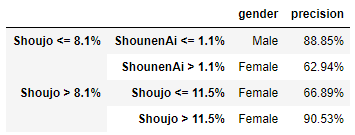 gender precision
Shoujo <= 8.1% ShounenAi <= 1.1% Male 88.85%
ShounenAi > 1.1% Female 62.94%
Shoujo > 8.1% Shoujo <= 11.5% Female 66.89%
Shoujo > 11.5% Female 90.53%